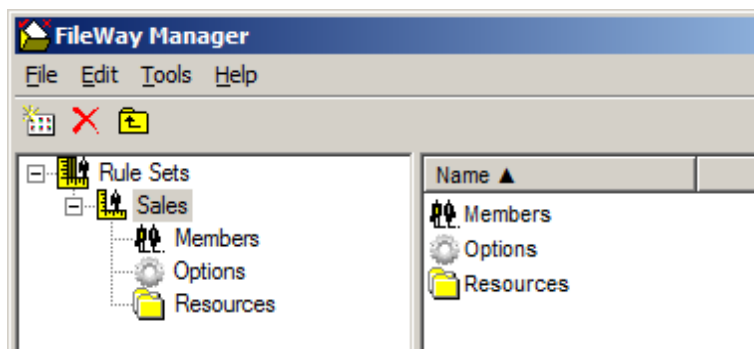 FileWay Manager
File Edit Tools Help
Rule Sets
Sales
Members
Options
Resources
Name
Members
Options
Resources